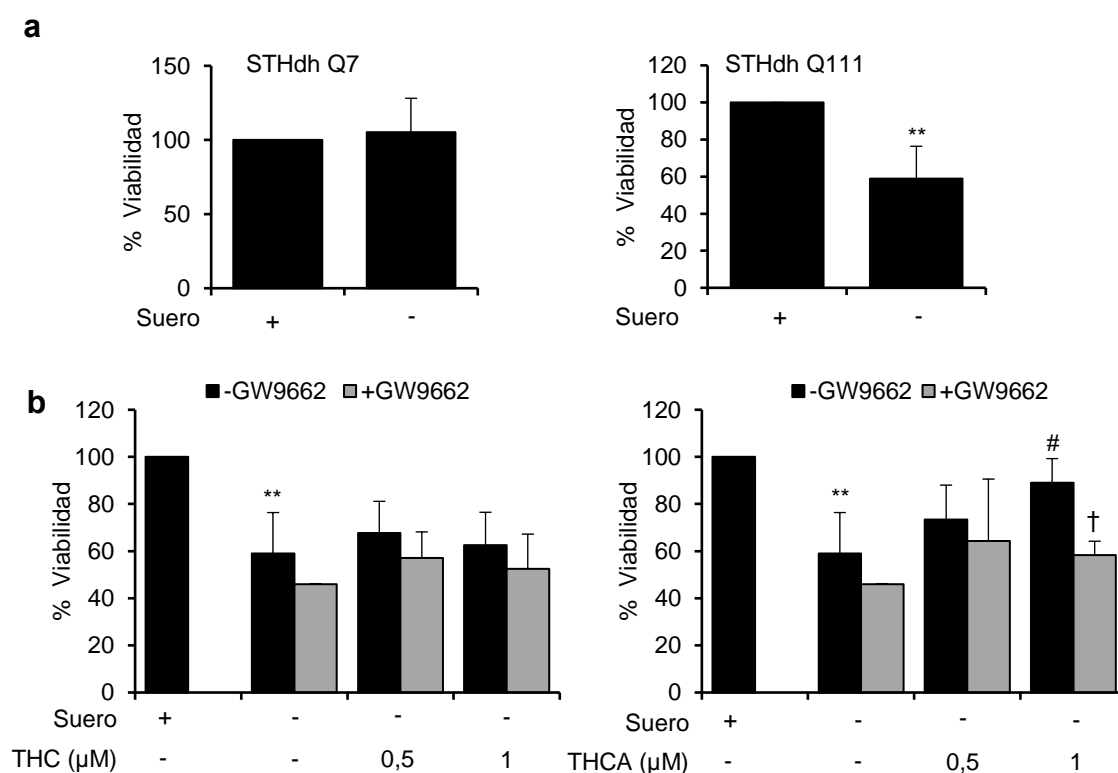 a
STHdh Q7
% Viabilidad
150
100
50
0
Suero + -
STHdh Q111
% Viabilidad
120
100
80
60
40
20
0
**
Suero + -
b
-GW9662 +GW9662
% Viabilidad
120
100
80
60
40
20
0
**
Suero + - - -
THC (µM) - - 0,5 1
-GW9662 +GW9662
% Viabilidad
120
100
80
60
40
20
0
**
#
†
Suero + - - -
THCA (µM) - - 0,5 1